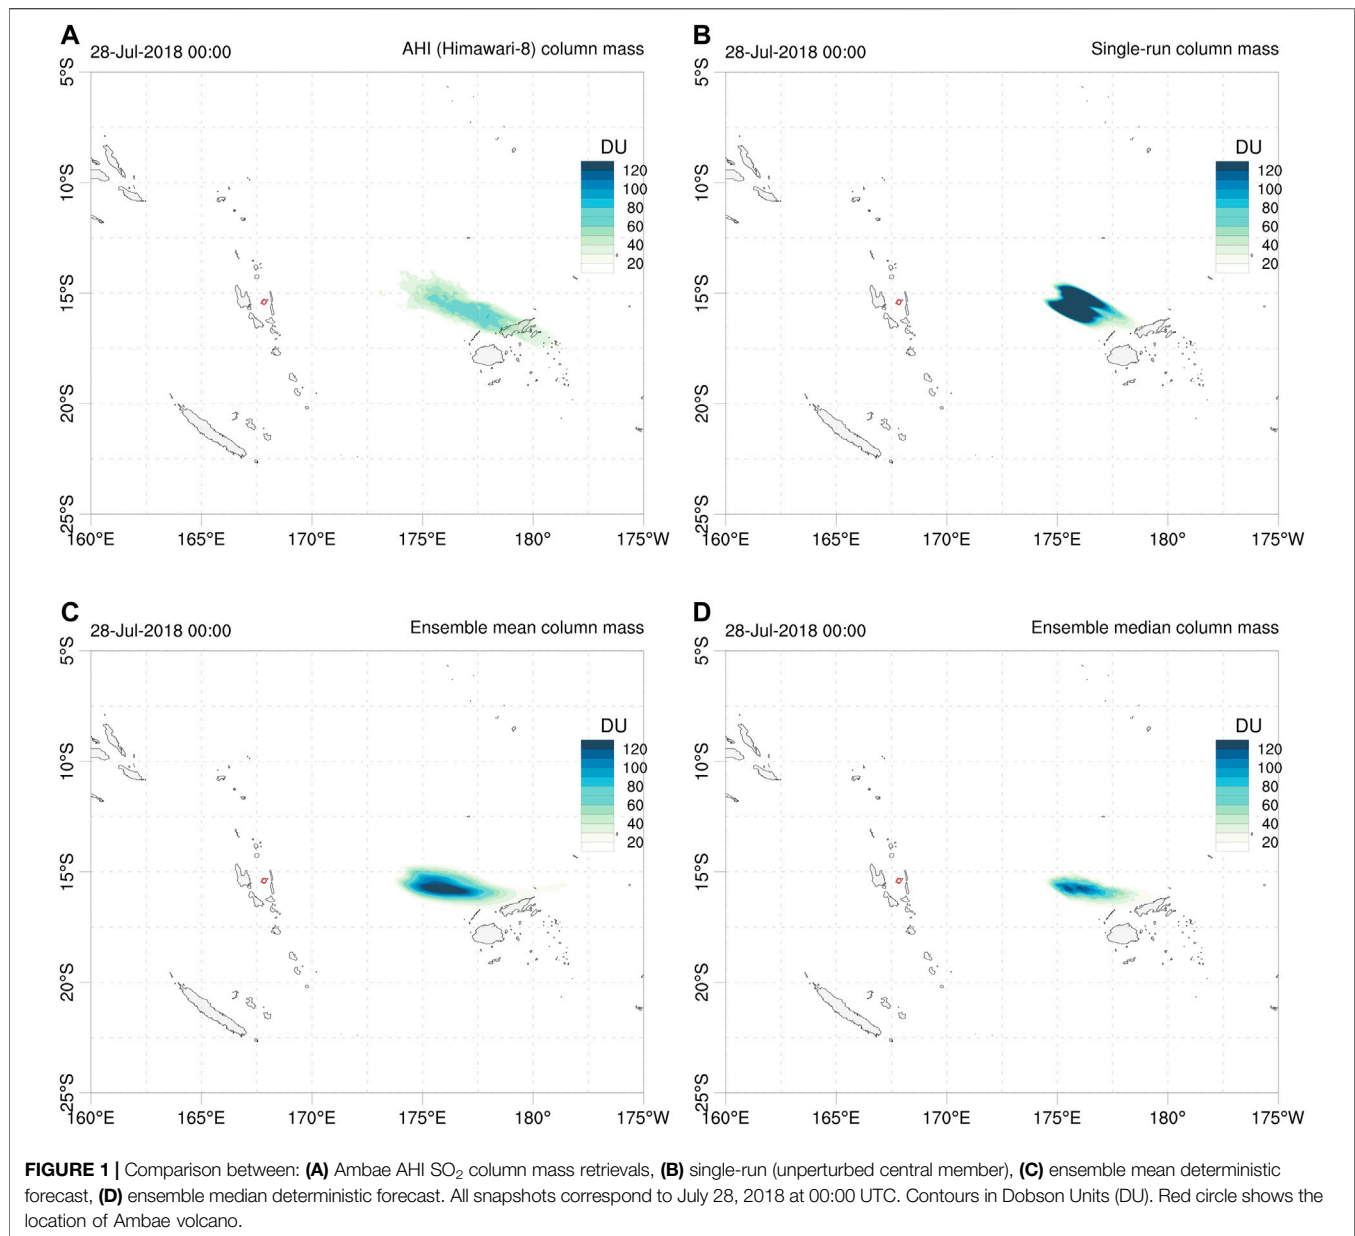 A
28-Jul-2018 00:00
AHI (Himawari-8) column mass
5°S
10°S
15°S
20°S
25°S
DU
120
100
80
60
40
20
160°E
165°E
170°E
175°E
180°
175°W
B
28-Jul-2018 00:00
Single-run column mass
5°S
10°S
15°S
20°S
25°S
DU
120
100
80
60
40
20
160°E
165°E
170°E
175°E
180°
175°W
C
28-Jul-2018 00:00
Ensemble mean column mass
5°S
10°S
15°S
20°S
25°S
DU
120
100
80
60
40
20
160°E
165°E
170°E
175°E
180°
175°W
D
28-Jul-2018 00:00
Ensemble median column mass
5°S
10°S
15°S
20°S
25°S
DU
120
100
80
60
40
20
160°E
165°E
170°E
175°E
180°
175°W
FIGURE 1 | Comparison between: (A) Ambae AHI SO₂ column mass retrievals, (B) single-run (unperturbed central member), (C) ensemble mean deterministic
forecast, (D) ensemble median deterministic forecast. All snapshots correspond to July 28, 2018 at 00:00 UTC. Contours in Dobson Units (DU). Red circle shows the
location of Ambae volcano.